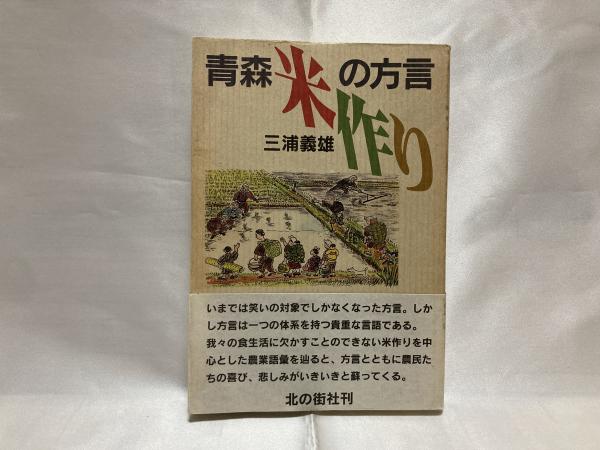 青森米作りの方言
三浦義雄
いまでは笑いの対象でしかなくなった方言。しか
し方言は一つの体系を持つ貴重な言語である。
我々の食生活に欠かすことのできない米作りを中
心とした農業語彙を辿ると、方言とともに農民た
ちの喜び、悲しみがいきいきと蘇ってくる。
北の街社刊